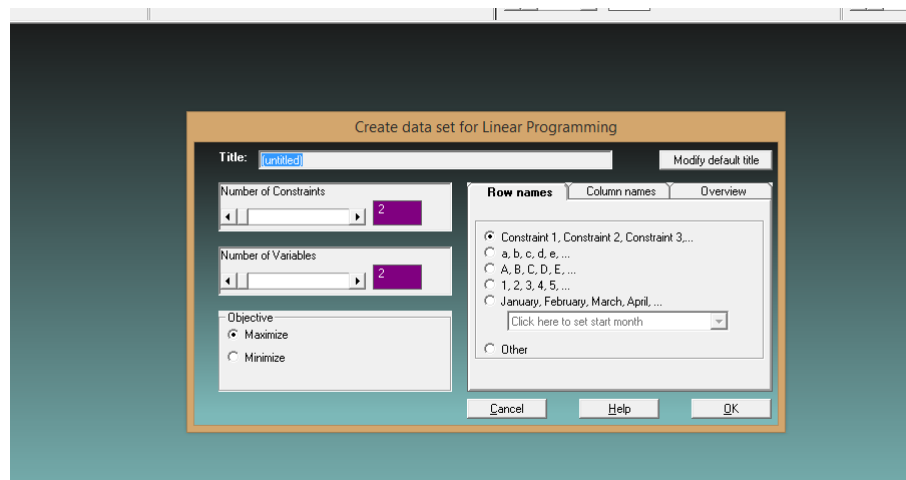 Create data set for Linear Programming
Title: (untitled)
Modify default title
Number of Constraints
2
Number of Variables
2
Objective
Maximize
Minimize
Row names Column names Overview
Constraint 1, Constraint 2, Constraint 3,...
a, b, c, d, e, ...
A, B, C, D, E, ...
1, 2, 3, 4, 5, ...
January, February, March, April, ...
Click here to set start month
Other
Cancel Help OK